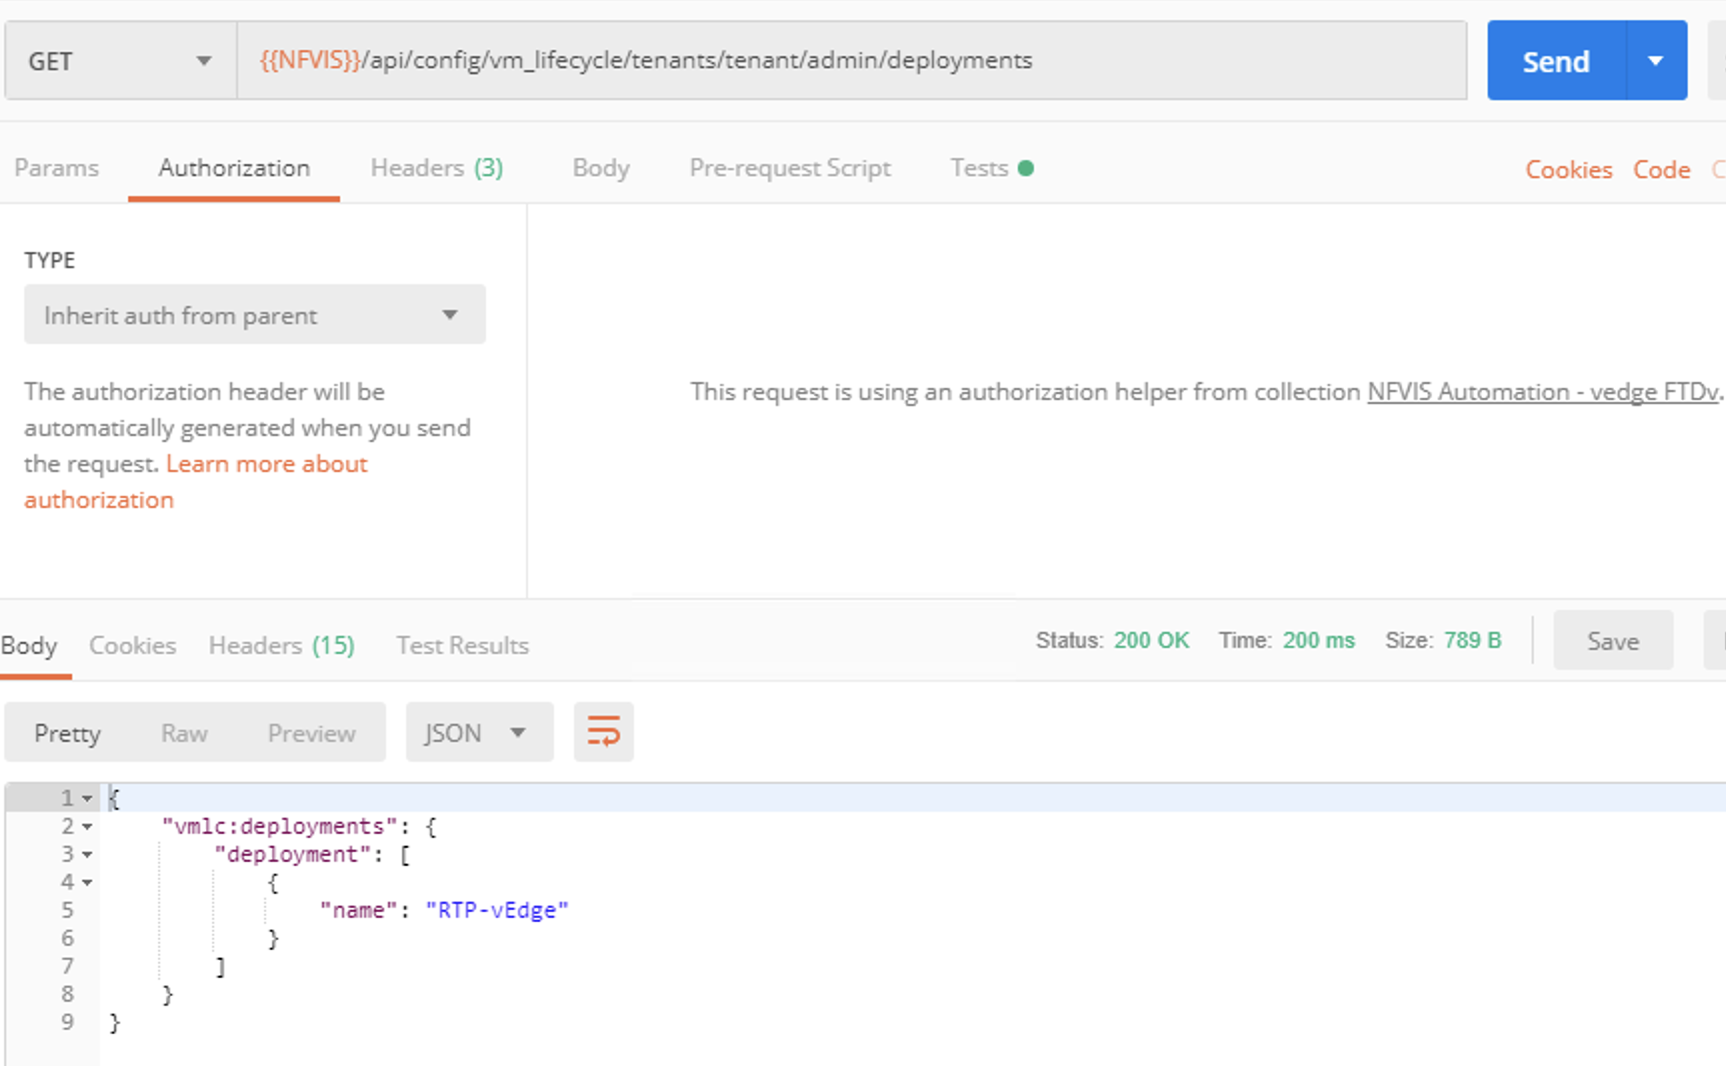 GET {{NFVIS}}/api/config/vm_lifecycle/tenants/tenant/admin/deployments Send
Params Authorization Headers (3) Body Pre-request Script Tests Cookies Code
TYPE
Inherit auth from parent
The authorization header will be
automatically generated when you send
the request. Learn more about
authorization
This request is using an authorization helper from collection NFVIS Automation - vedge FTDv.
Body Cookies Headers (15) Test Results Status: 200 OK Time: 200 ms Size: 789 B Save
Pretty Raw Preview JSON
1 {
2 "vmlc:deployments": {
3 "deployment": [
4 {
5 "name": "RTP-vEdge"
6 }
7 ]
8 }
9 }